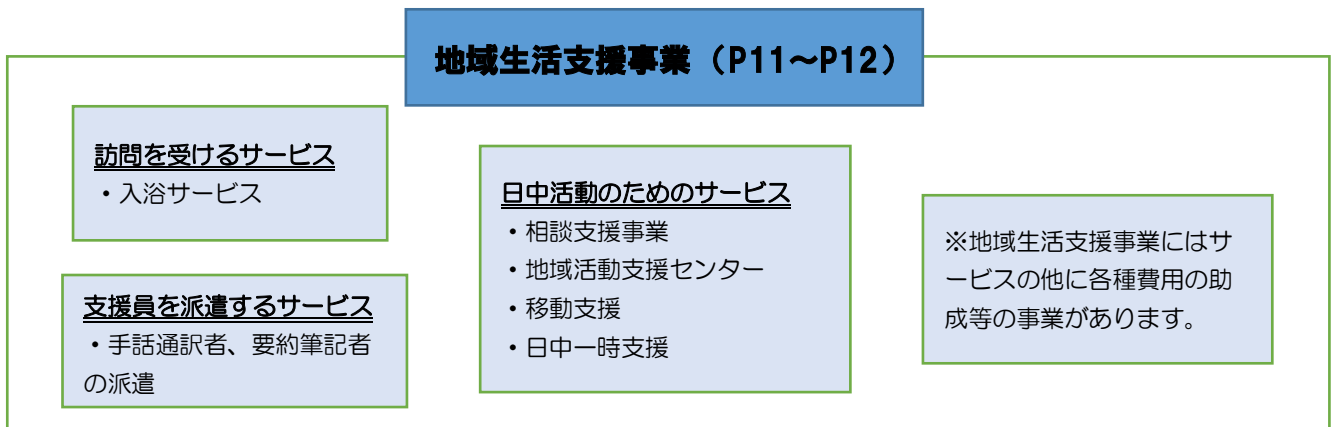 地域生活支援事業（P11～P12）
訪問を受けるサービス
・入浴サービス
支援員を派遣するサービス
・手話通訳者、要約筆記者
の派遣
日中活動のためのサービス
・相談支援事業
・地域活動支援センター
・移動支援
・日中一時支援
※地域生活支援事業にはサ
ービスの他に各種費用の助
成等の事業があります。